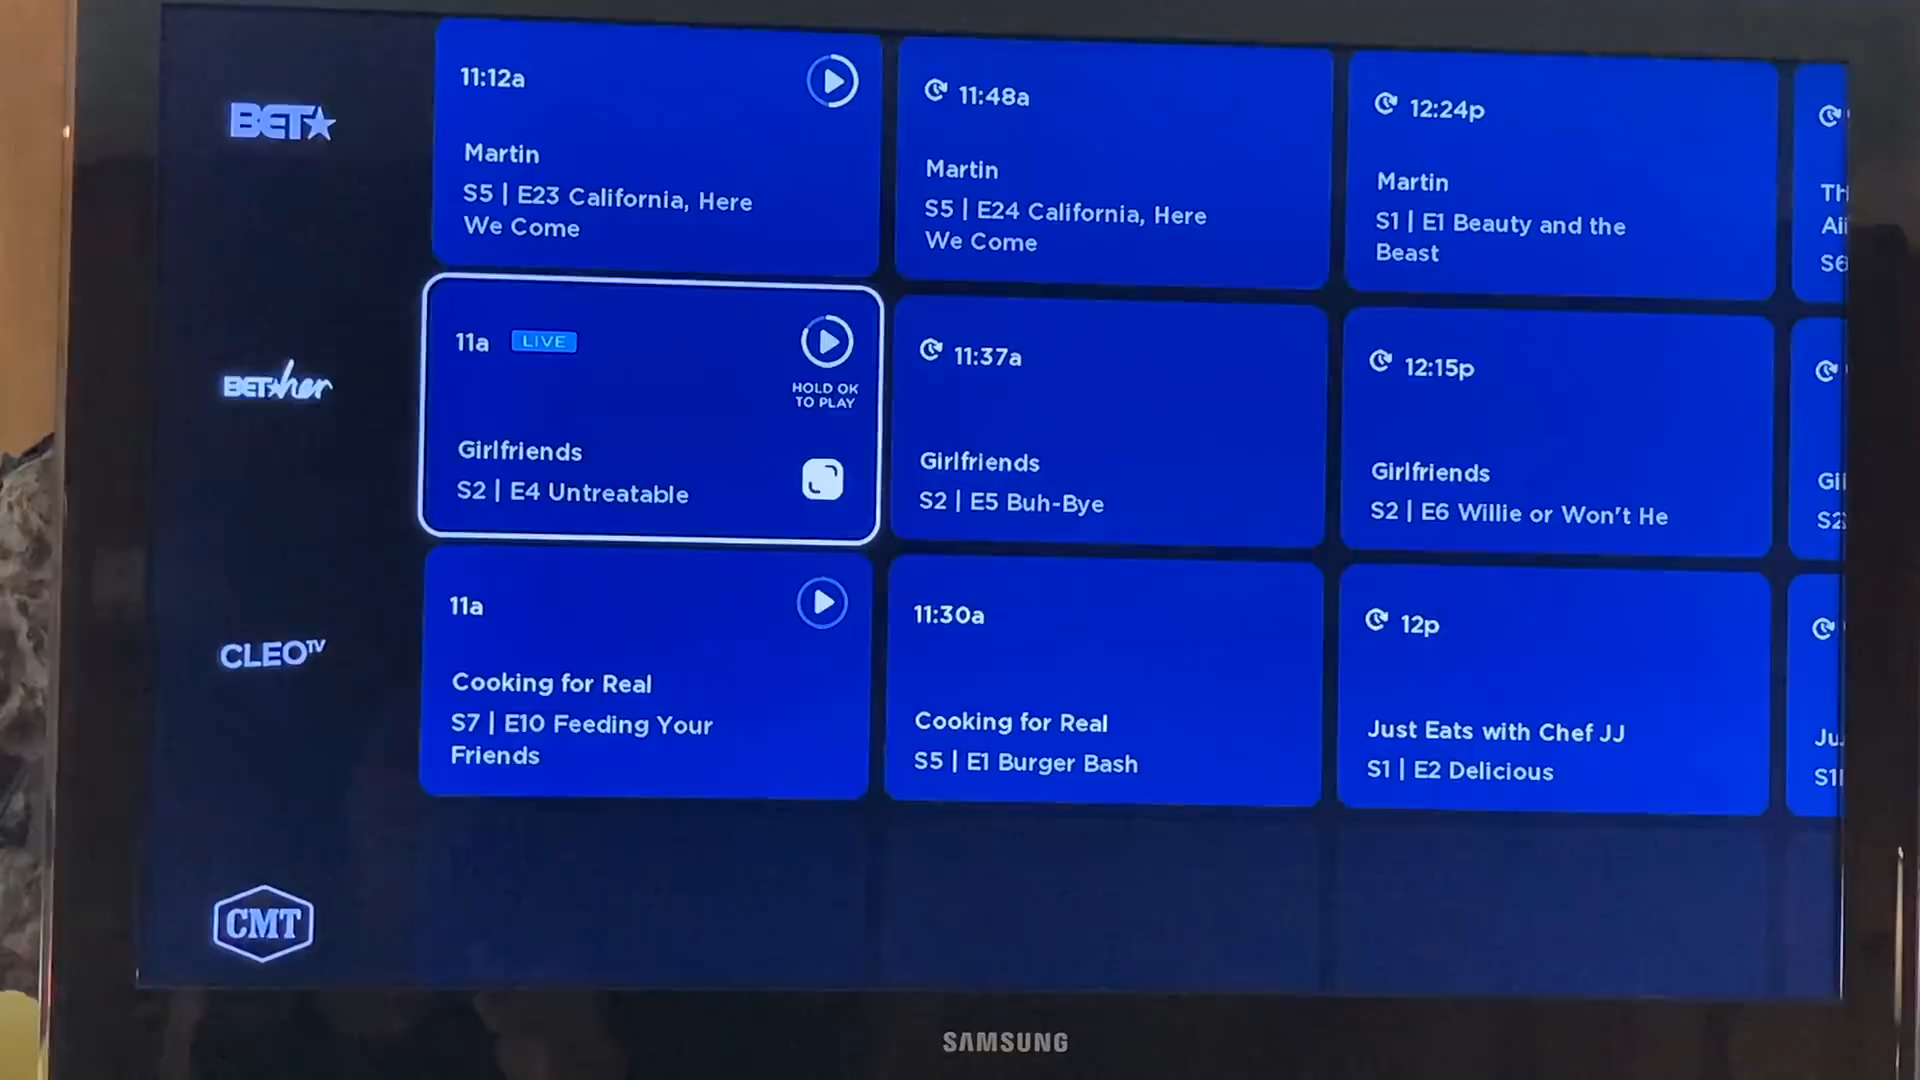 BET★
11:12a
Martin
S5 | E23 California, Here
We Come
11:48a
Martin
S5 | E24 California, Here
We Come
12:24p
Martin
S1 | E1 Beauty and the
Beast
BET★her
11a LIVE
HOLD OK
TO PLAY
Girlfriends
S2 | E4 Untreatable
11:37a
Girlfriends
S2 | E5 Buh-Bye
12:15p
Girlfriends
S2 | E6 Willie or Won't He
CLEO TV
11a
Cooking for Real
S7 | E10 Feeding Your
Friends
11:30a
Cooking for Real
S5 | E1 Burger Bash
12p
Just Eats with Chef JJ
S1 | E2 Delicious
CMT
SAMSUNG